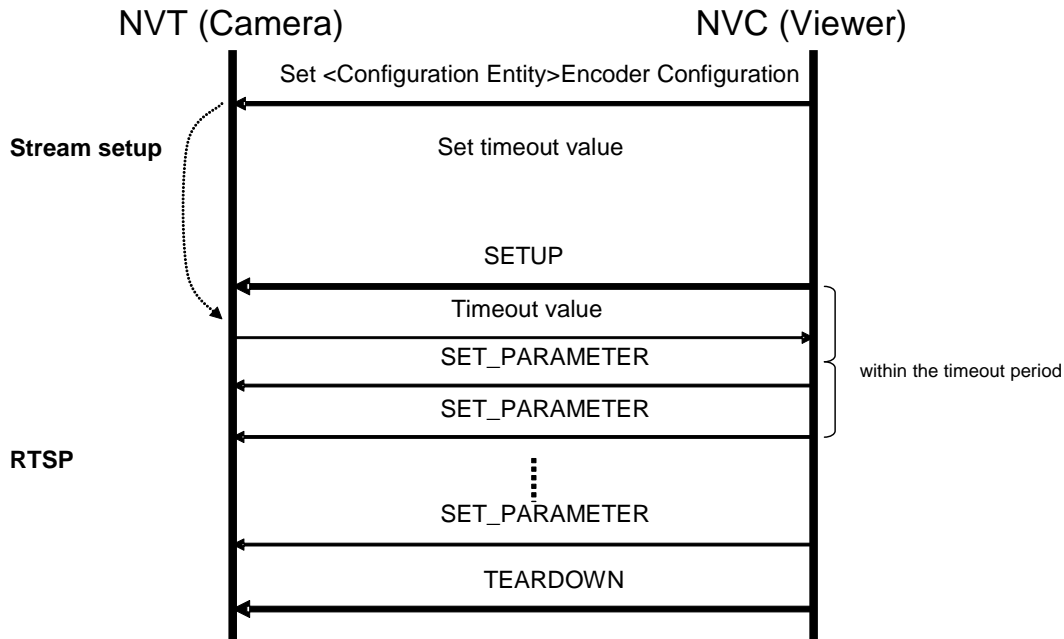 NVT (Camera)
NVC (Viewer)
Set <Configuration Entity>Encoder Configuration
Stream setup
Set timeout value
SETUP
Timeout value
SET_PARAMETER
within the timeout period
SET_PARAMETER
RTSP
SET_PARAMETER
TEARDOWN